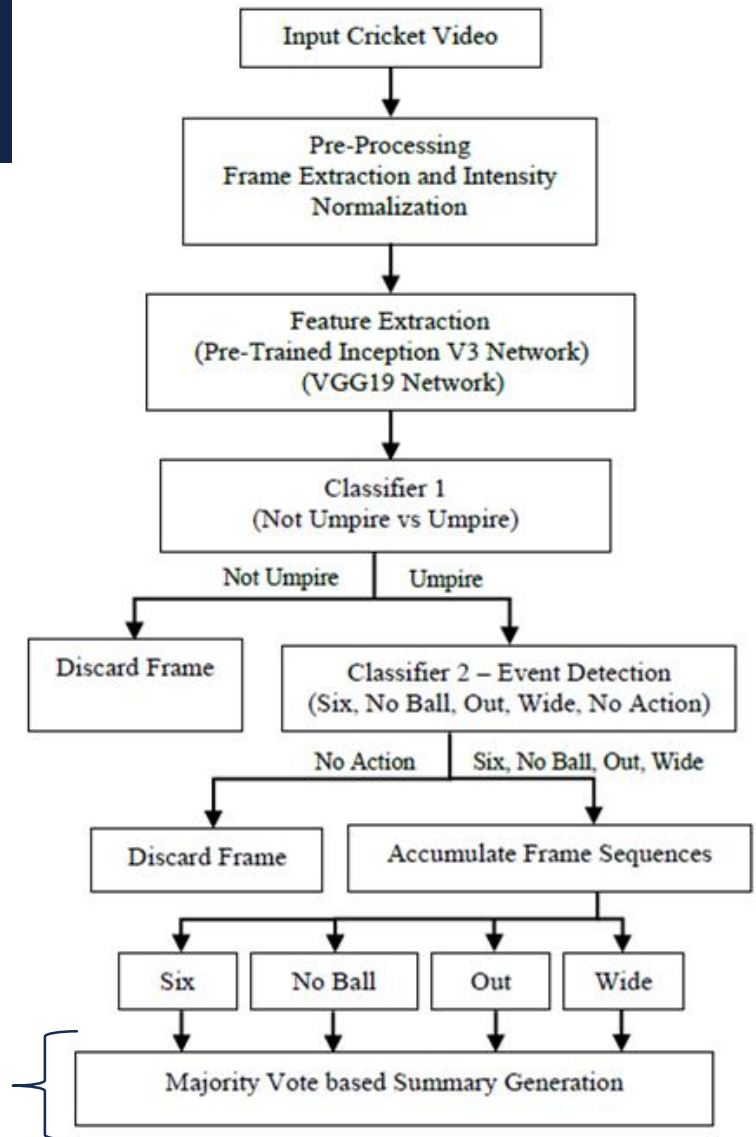 Input Cricket Video
Pre-Processing
Frame Extraction and Intensity
Normalization
Feature Extraction
(Pre-Trained Inception V3 Network)
(VGG19 Network)
Classifier 1
(Not Umpire vs Umpire)
Not Umpire
Umpire
Discard Frame
Classifier 2 – Event Detection
(Six, No Ball, Out, Wide, No Action)
No Action
Six, No Ball, Out, Wide
Discard Frame
Accumulate Frame Sequences
Six
No Ball
Out
Wide
Majority Vote based Summary Generation